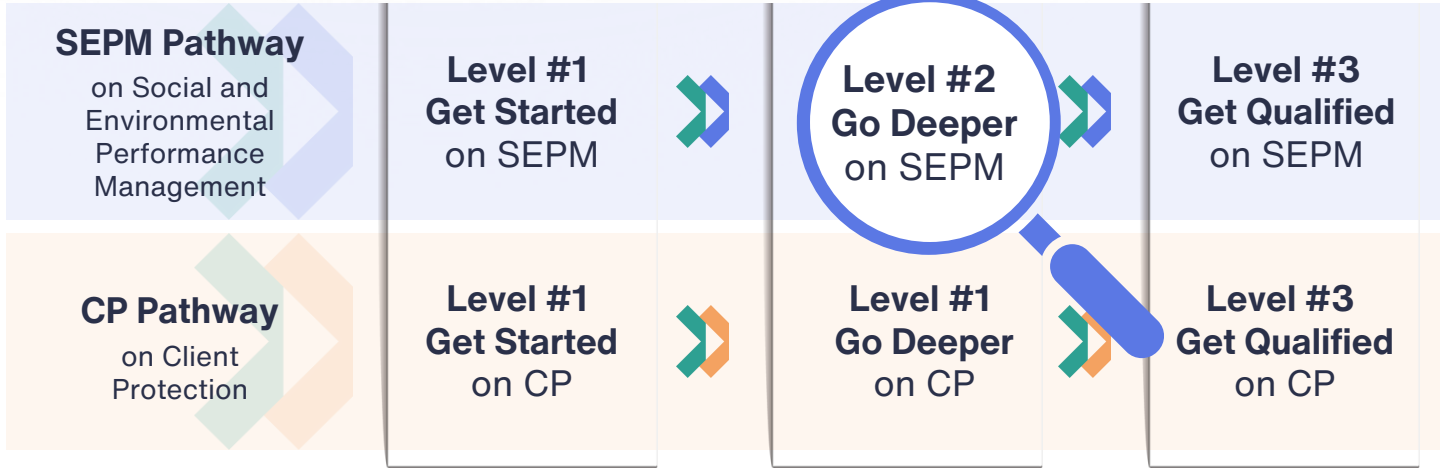 SEPM Pathway
on Social and
Environmental
Performance
Management
Level #1
Get Started
on SEPM
Level #2
Go Deeper
on SEPM
Level #3
Get Qualified
on SEPM
CP Pathway
on Client
Protection
Level #1
Get Started
on CP
Level #1
Go Deeper
on CP
Level #3
Get Qualified
on CP